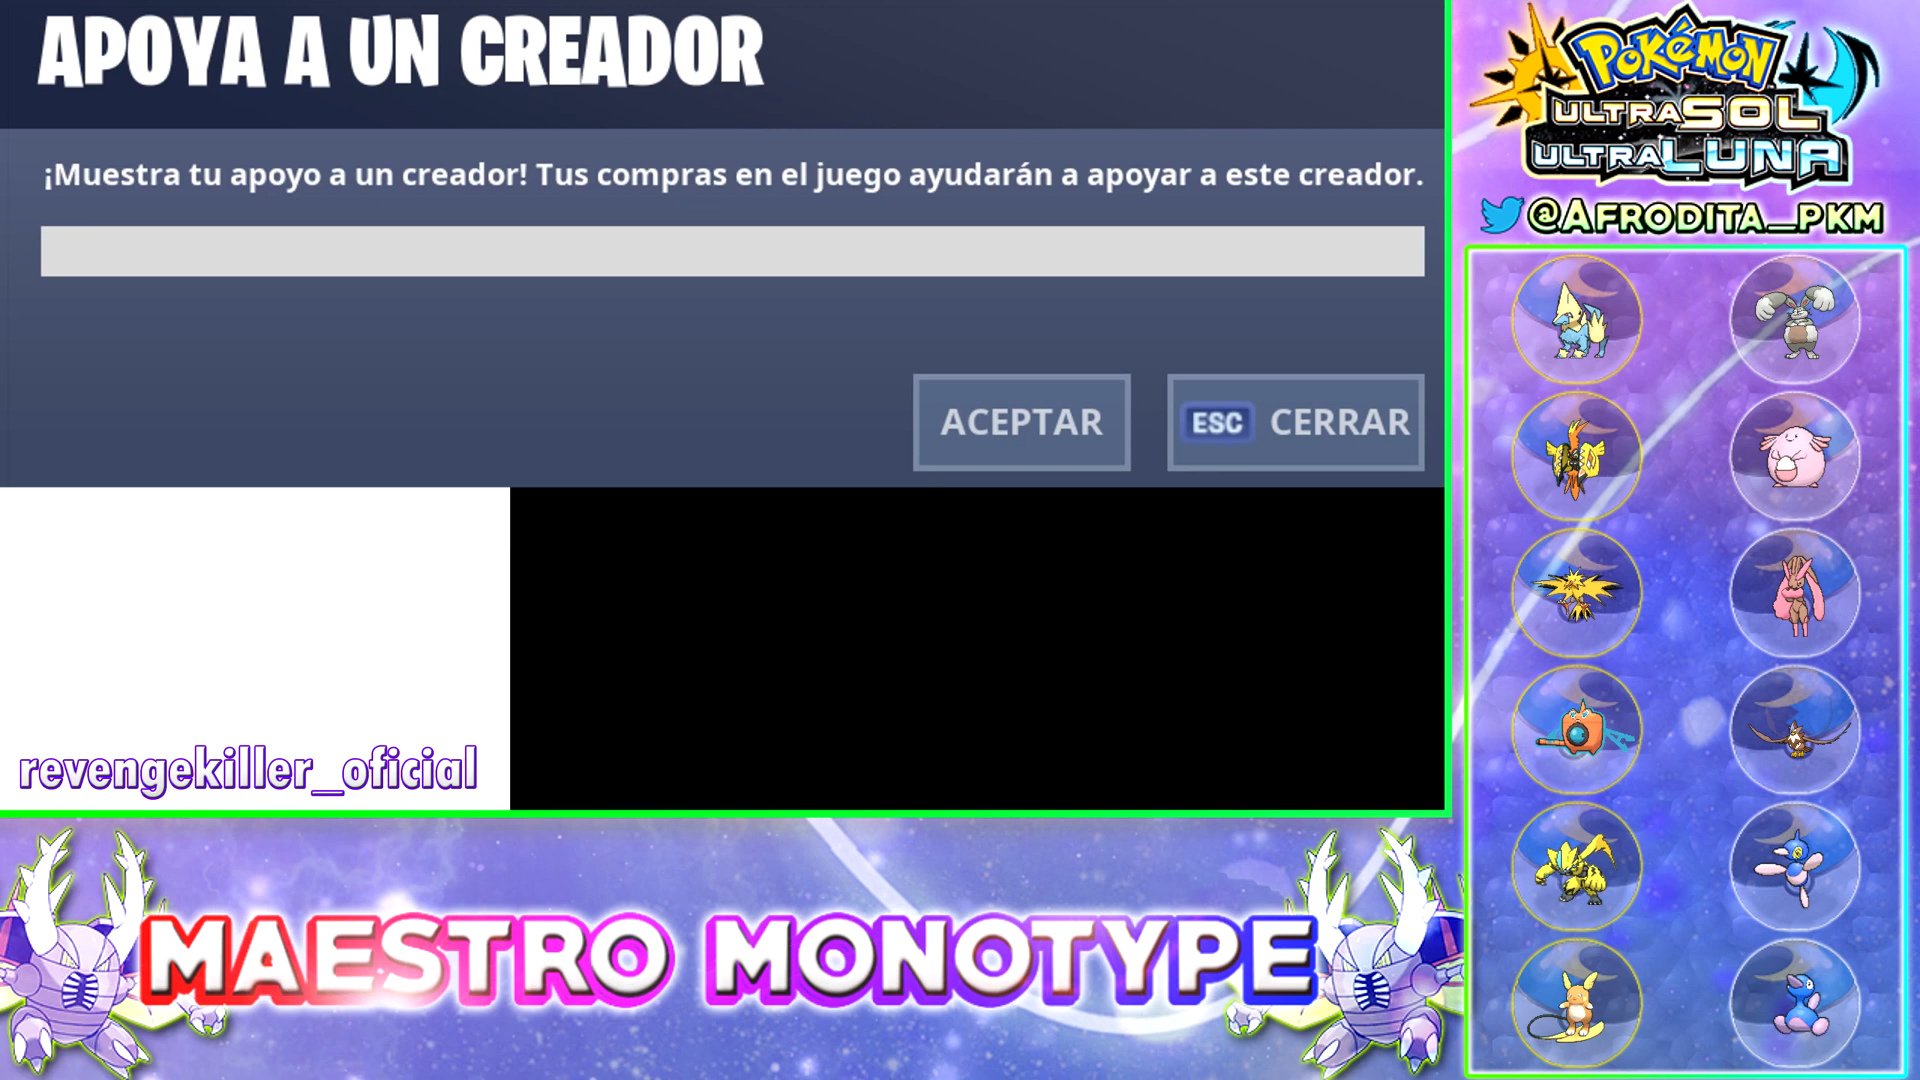 APOYA A UN CREADOR
¡Muestra tu apoyo a un creador! Tus compras en el juego ayudarán a apoyar a este creador.
ACEPTAR
ESC CERRAR
revengekiller_oficial
MAESTRO MONOTYPE
POKéMON
ULTRASOL
ULTRALUNA
@AFRODITA_PKM